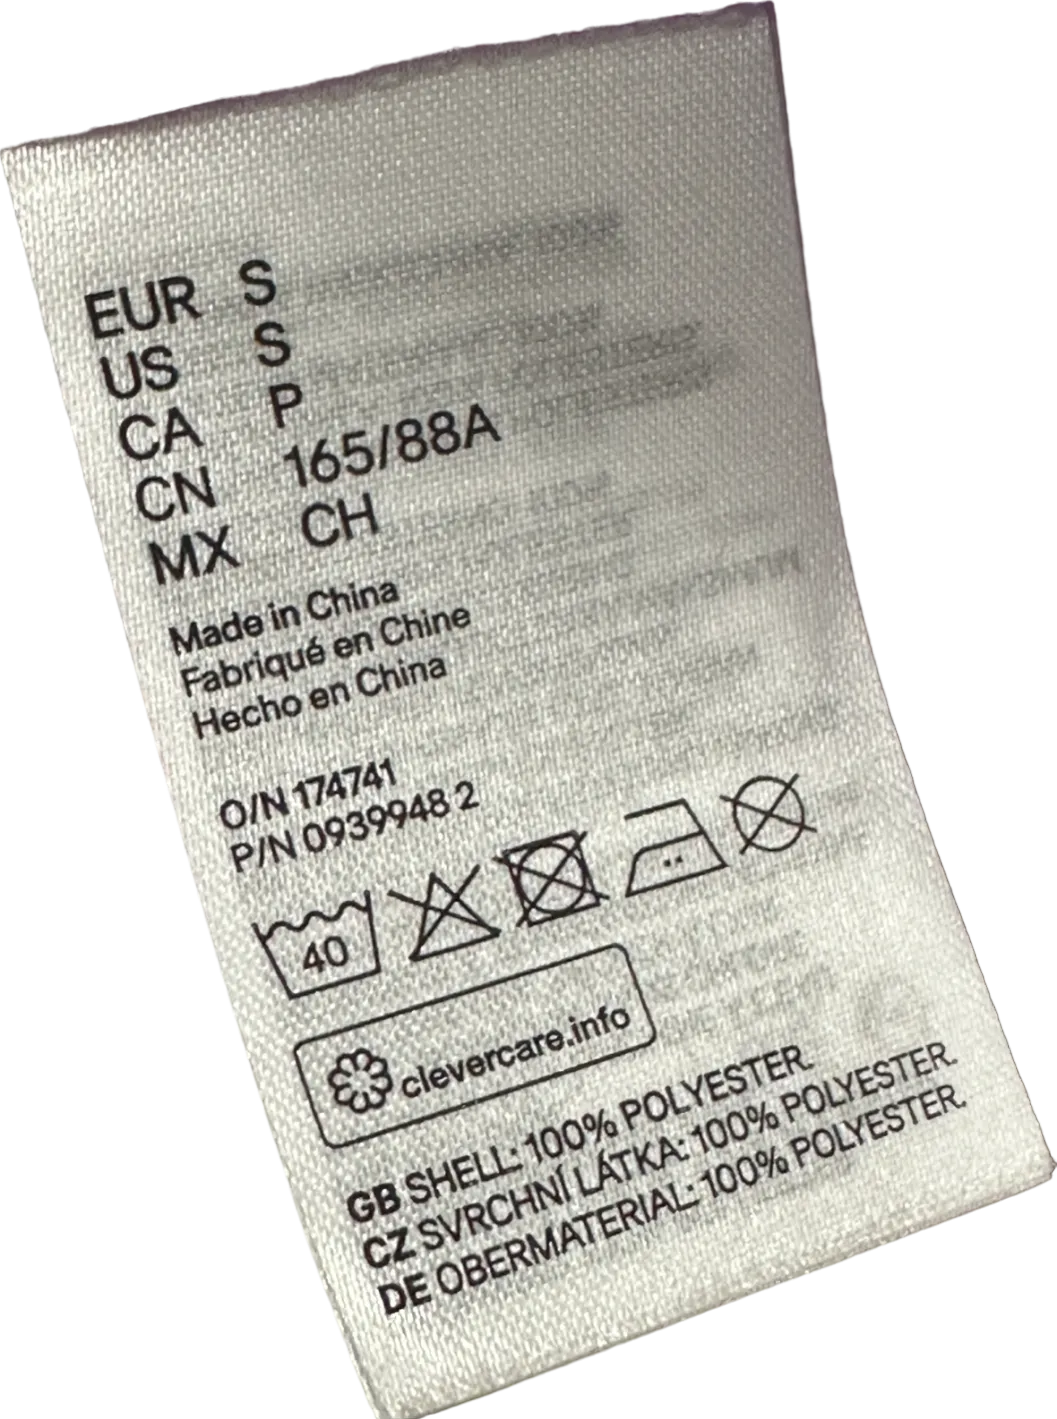 EUR S
US S
CA P
CN 165/88A
MX CH
Made in China
Fabriqué en Chine
Hecho en China
O/N 174741
P/N 0939948 2
40
clevercare.info
GB SHELL: 100% POLYESTER.
CZ SVRCHNÍ LÁTKA: 100% POLYESTER.
DE OBERMATERIAL: 100% POLYESTER.